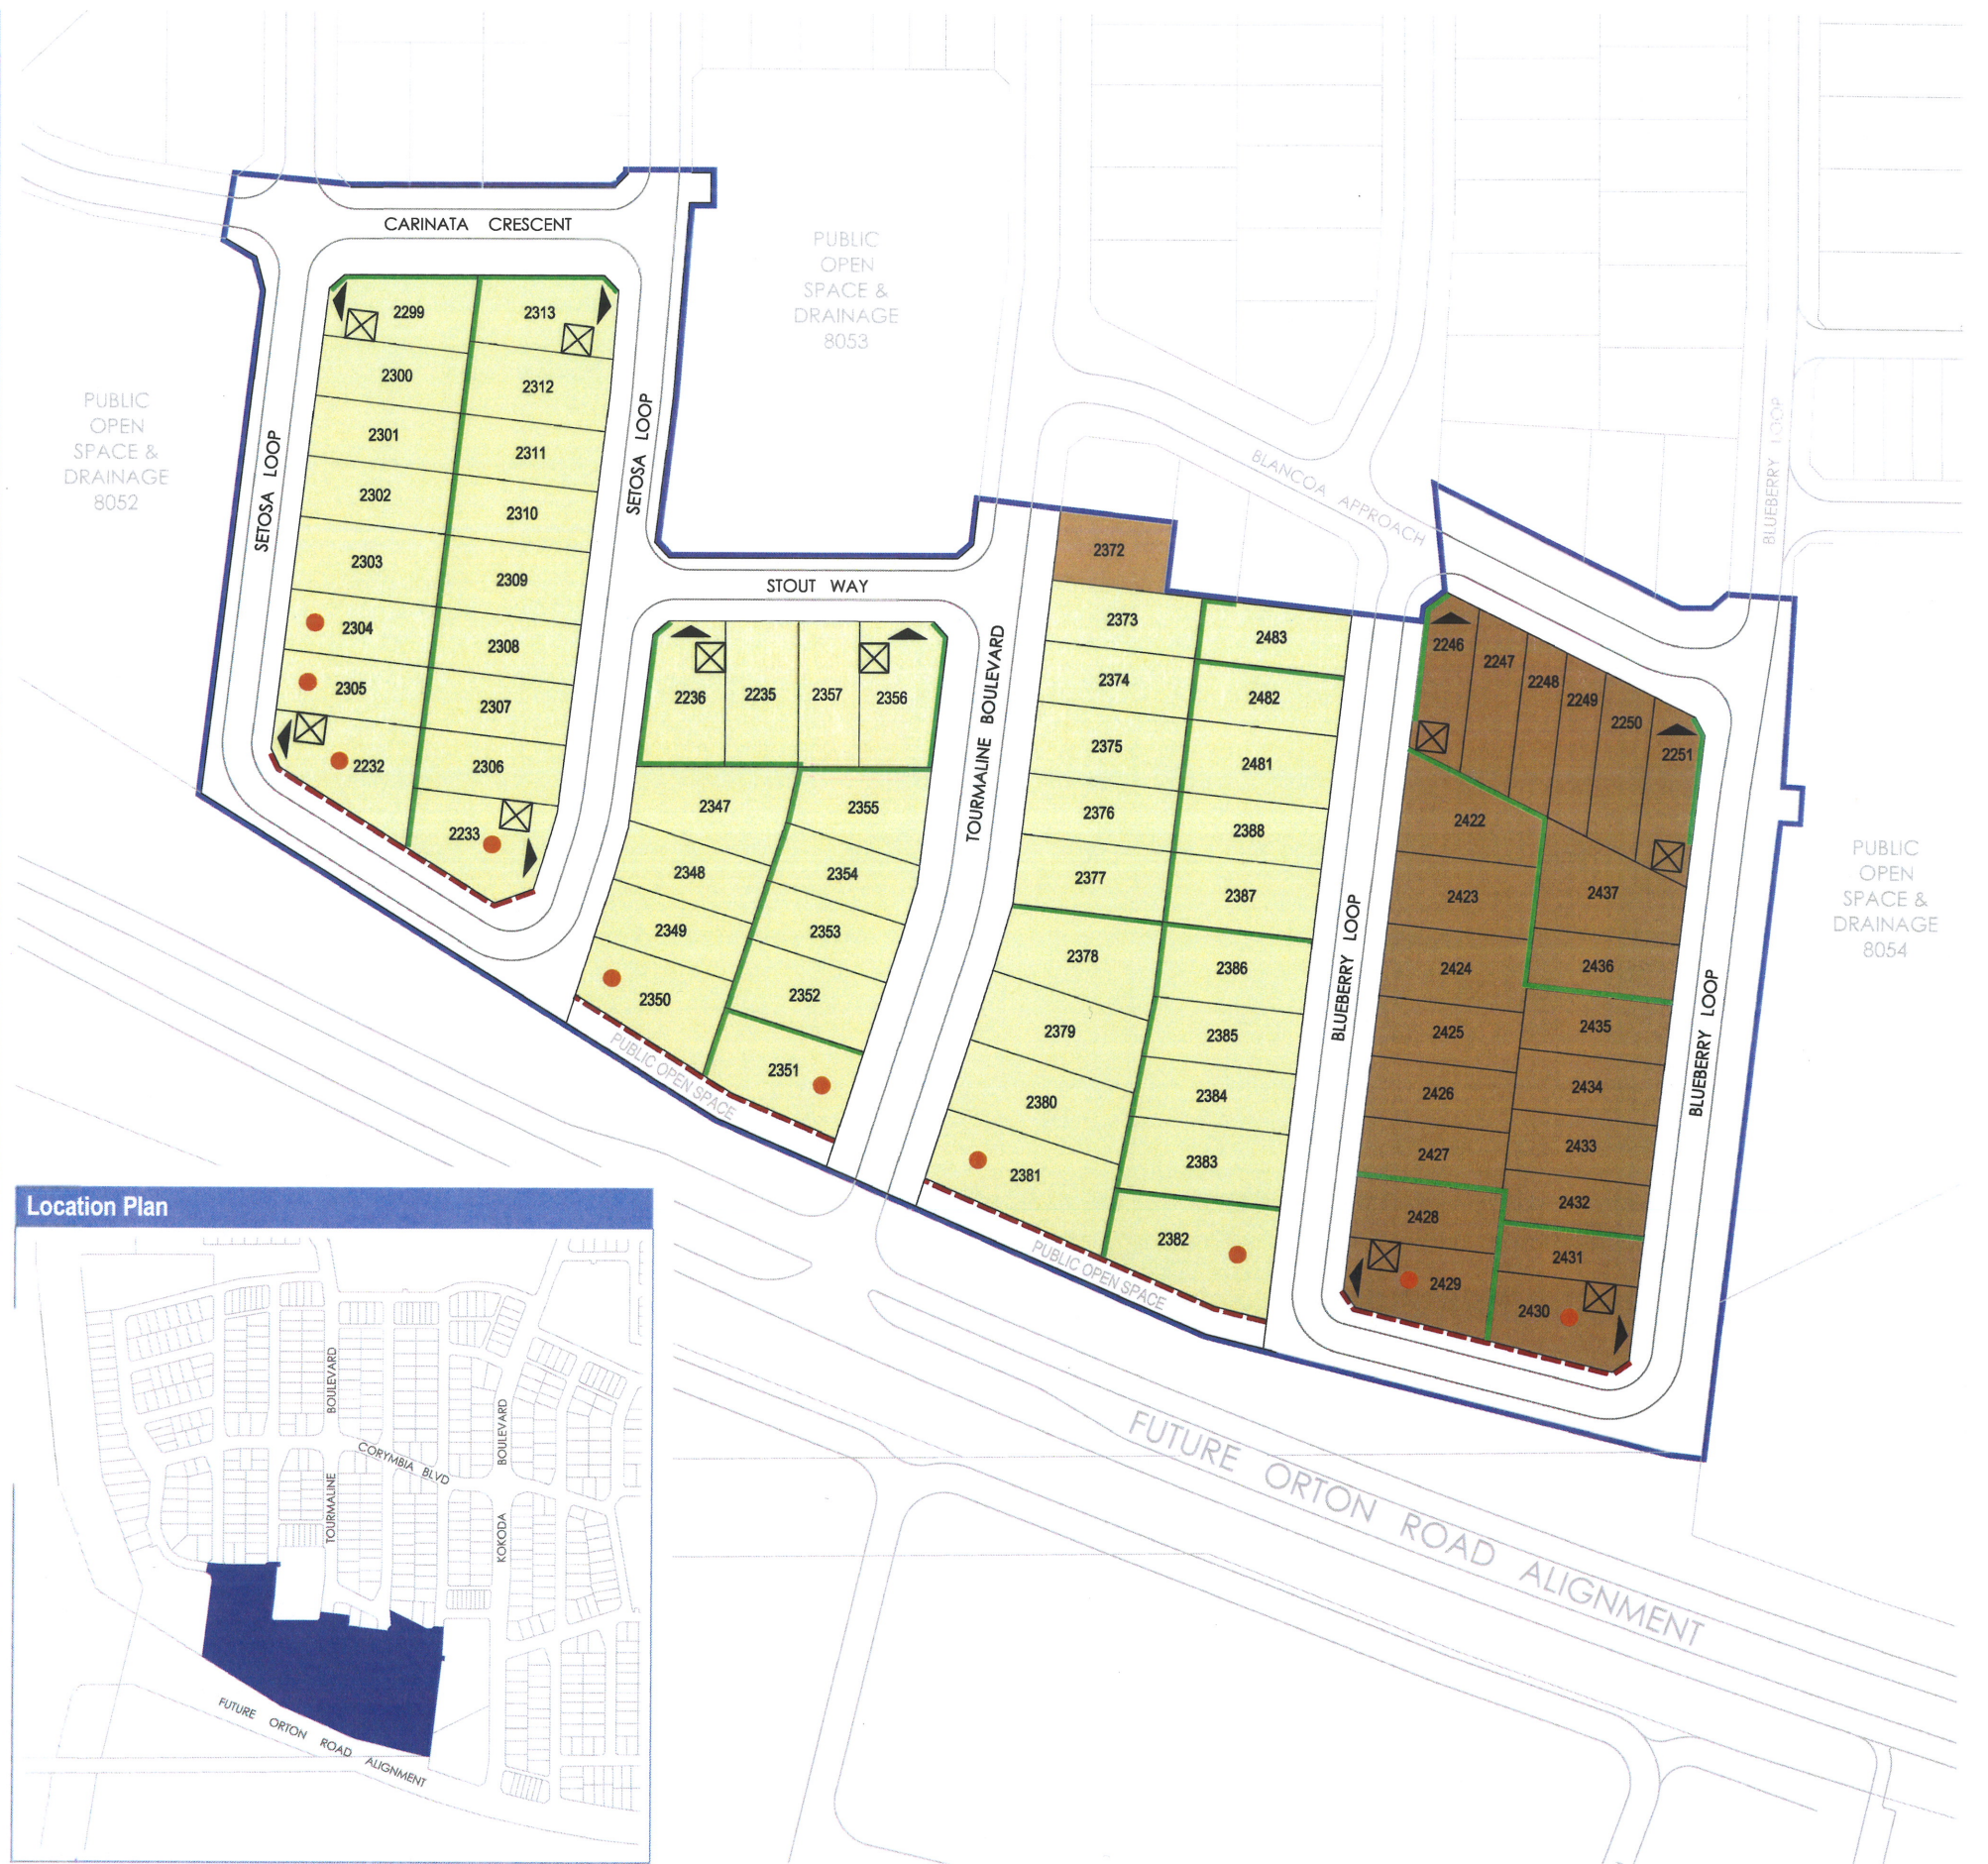 CARINATA CRESCENT
PUBLIC
OPEN
SPACE &
DRAINAGE
8053
PUBLIC
OPEN
SPACE &
DRAINAGE
8052
SETOSA LOOP
SETOSA LOOP
2299
2313
2300
2312
2301
2311
2302
2310
2303
2309
2304
2308
2305
2307
2232
2306
2233
STOUT WAY
2236
2235
2357
2356
2347
2355
2348
2354
2349
2353
2350
2352
2351
PUBLIC OPEN SPACE
TOURMALINE BOULEVARD
BLANCOA APPROACH
BLUEBERRY LOOP
2372
2373
2483
2374
2482
2375
2481
2376
2388
2377
2387
2378
2386
2379
2385
2380
2384
2381
2383
2382
PUBLIC OPEN SPACE
BLUEBERRY LOOP
2246
2247
2248
2249
2250
2251
2422
2423
2437
2424
2436
2425
2435
2426
2434
2427
2433
2428
2432
2429
2431
2430
BLUEBERRY LOOP
PUBLIC
OPEN
SPACE &
DRAINAGE
8054
FUTURE ORTON ROAD ALIGNMENT
Location Plan
BOULEVARD
TOURMALINE
CORYMBIA BLVD
BOULEVARD
KOKODA
FUTURE ORTON ROAD ALIGNMENT